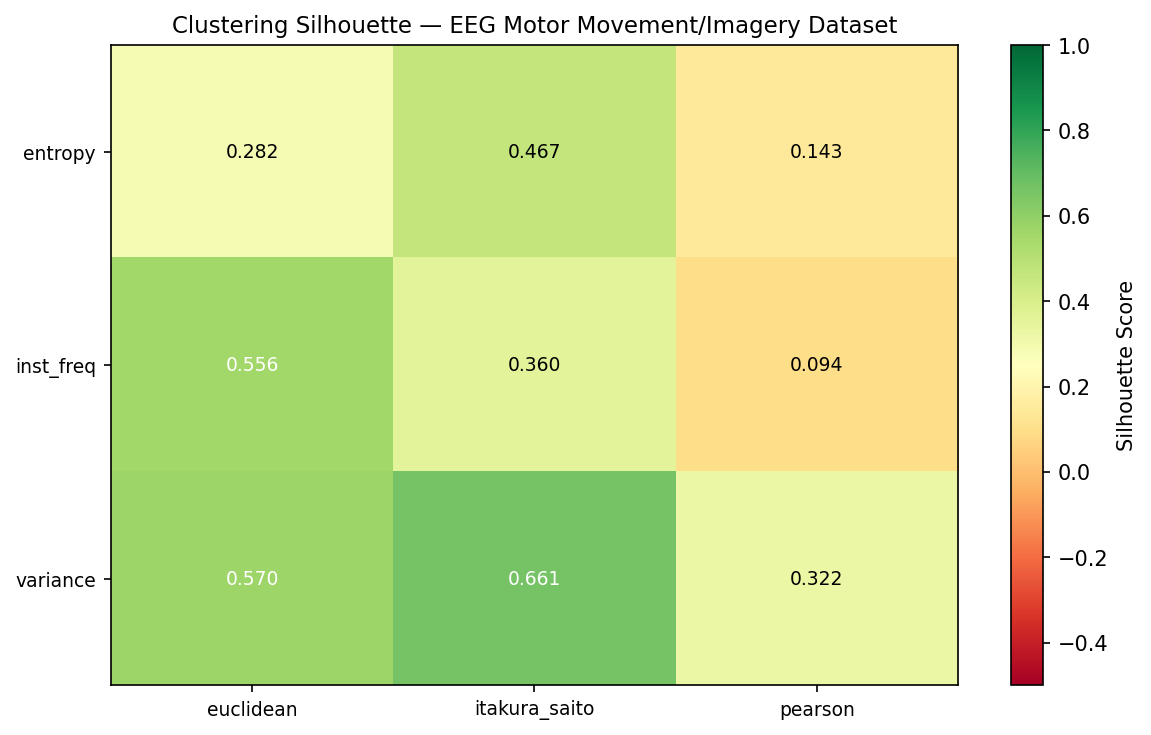 Clustering Silhouette — EEG Motor Movement/Imagery Dataset
entropy 0.282 0.467 0.143
inst_freq 0.556 0.360 0.094
variance 0.570 0.661 0.322
euclidean itakura_saito pearson
1.0
0.8
0.6
0.4
0.2
0.0
−0.2
−0.4
Silhouette Score